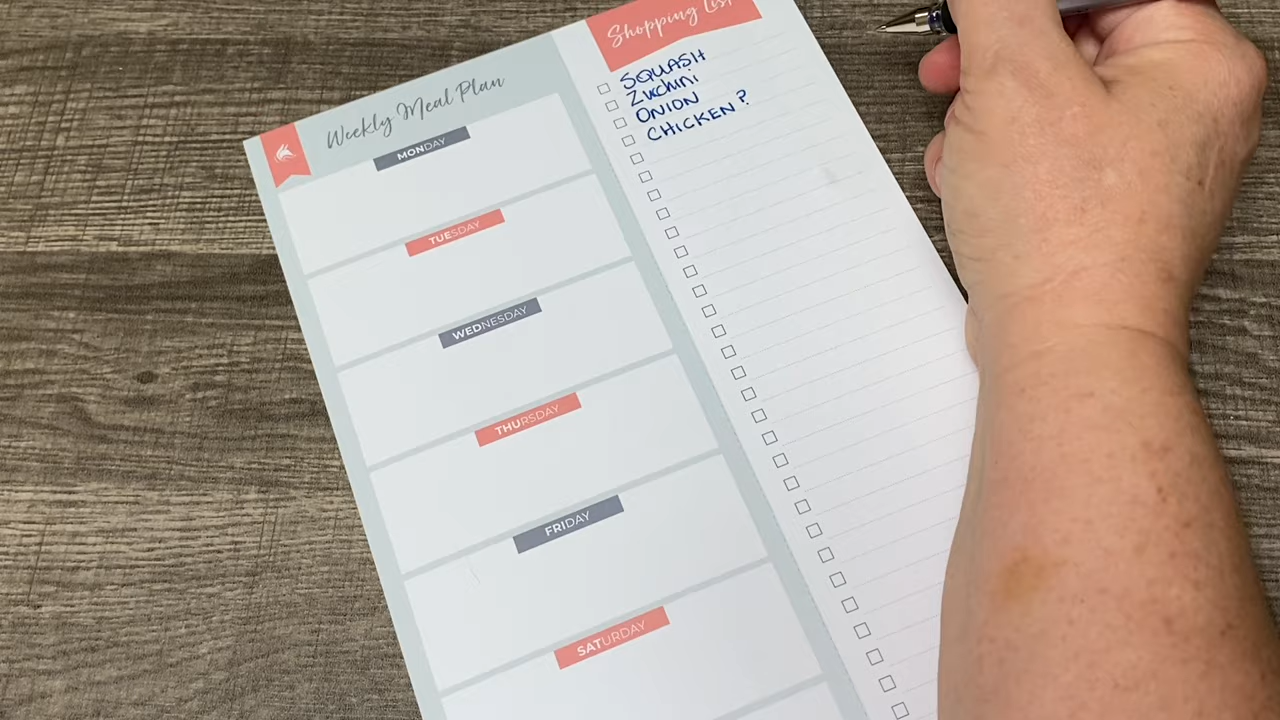 Weekly Meal Plan
MONDAY
TUESDAY
WEDNESDAY
THURSDAY
FRIDAY
SATURDAY
Shopping List
SQUASH
Zucchini
ONION
CHICKEN?